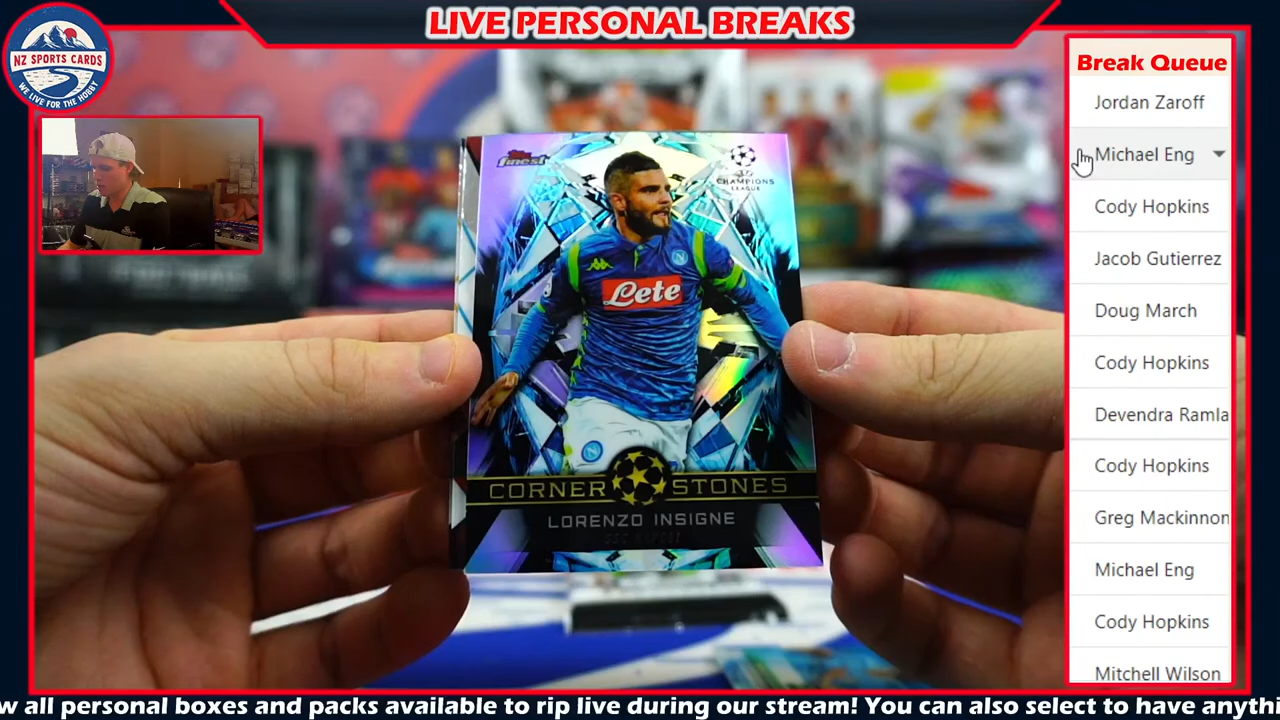 LIVE PERSONAL BREAKS
NZ SPORTS CARDS
WE LIVE FOR THE HOBBY
Break Queue
Jordan Zaroff
Michael Eng
Cody Hopkins
Jacob Gutierrez
Doug March
Cody Hopkins
Devendra Ramla
Cody Hopkins
Greg Mackinnon
Michael Eng
Cody Hopkins
Mitchell Wilson
finest
CHAMPIONS
LEAGUE
Lete
CORNER STONES
LORENZO INSIGNE
w all personal boxes and packs available to rip live during our stream! You can also select to have anythi